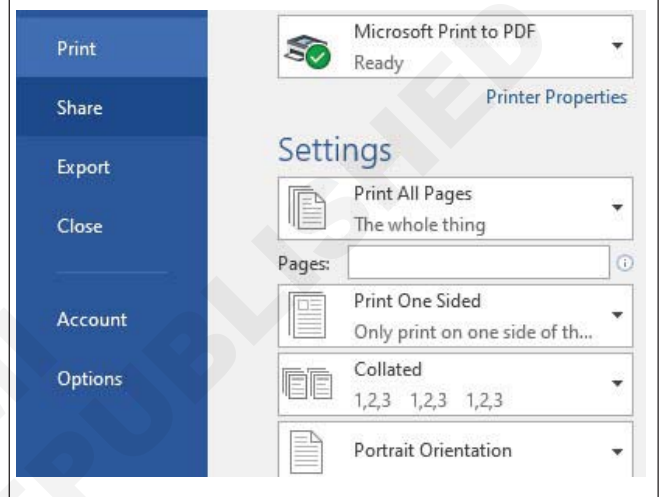 Print
Share
Export
Close
Account
Options
Microsoft Print to PDF
Ready
Printer Properties
Settings
Print All Pages
The whole thing
Pages:
Print One Sided
Only print on one side of th...
Collated
1,2,3 1,2,3 1,2,3
Portrait Orientation